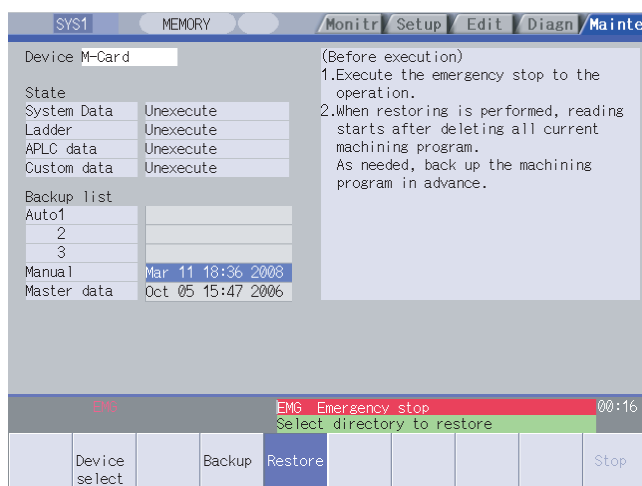 SYS1 MEMORY Monitr Setup Edit Diagn Mainte
Device M-Card
State
System Data Unexecute
Ladder Unexecute
APLC data Unexecute
Custom data Unexecute
Backup list
Auto1
2
3
Manual Mar 11 18:36 2008
Master data Oct 05 15:47 2006
(Before execution)
1.Execute the emergency stop to the
operation.
2.When restoring is performed, reading
starts after deleting all current
machining program.
As needed, back up the machining
program in advance.
EMG EMG Emergency stop 00:16
Select directory to restore
Device
select
Backup
Restore
Stop